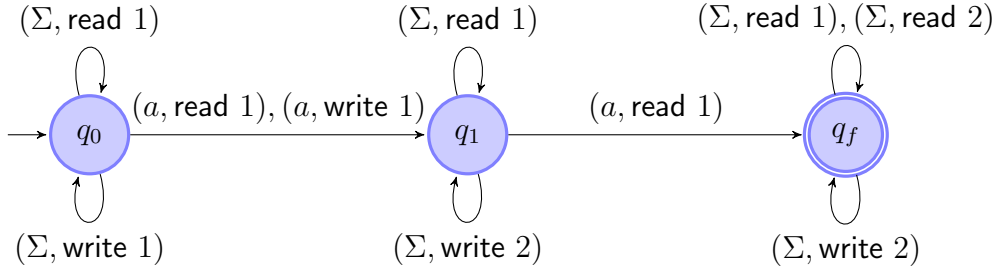 (Σ, read 1) (Σ, read 1) (Σ, read 1), (Σ, read 2)
(a, read 1), (a, write 1) (a, read 1)
q₀ q₁ q_f
(Σ, write 1) (Σ, write 2) (Σ, write 2)